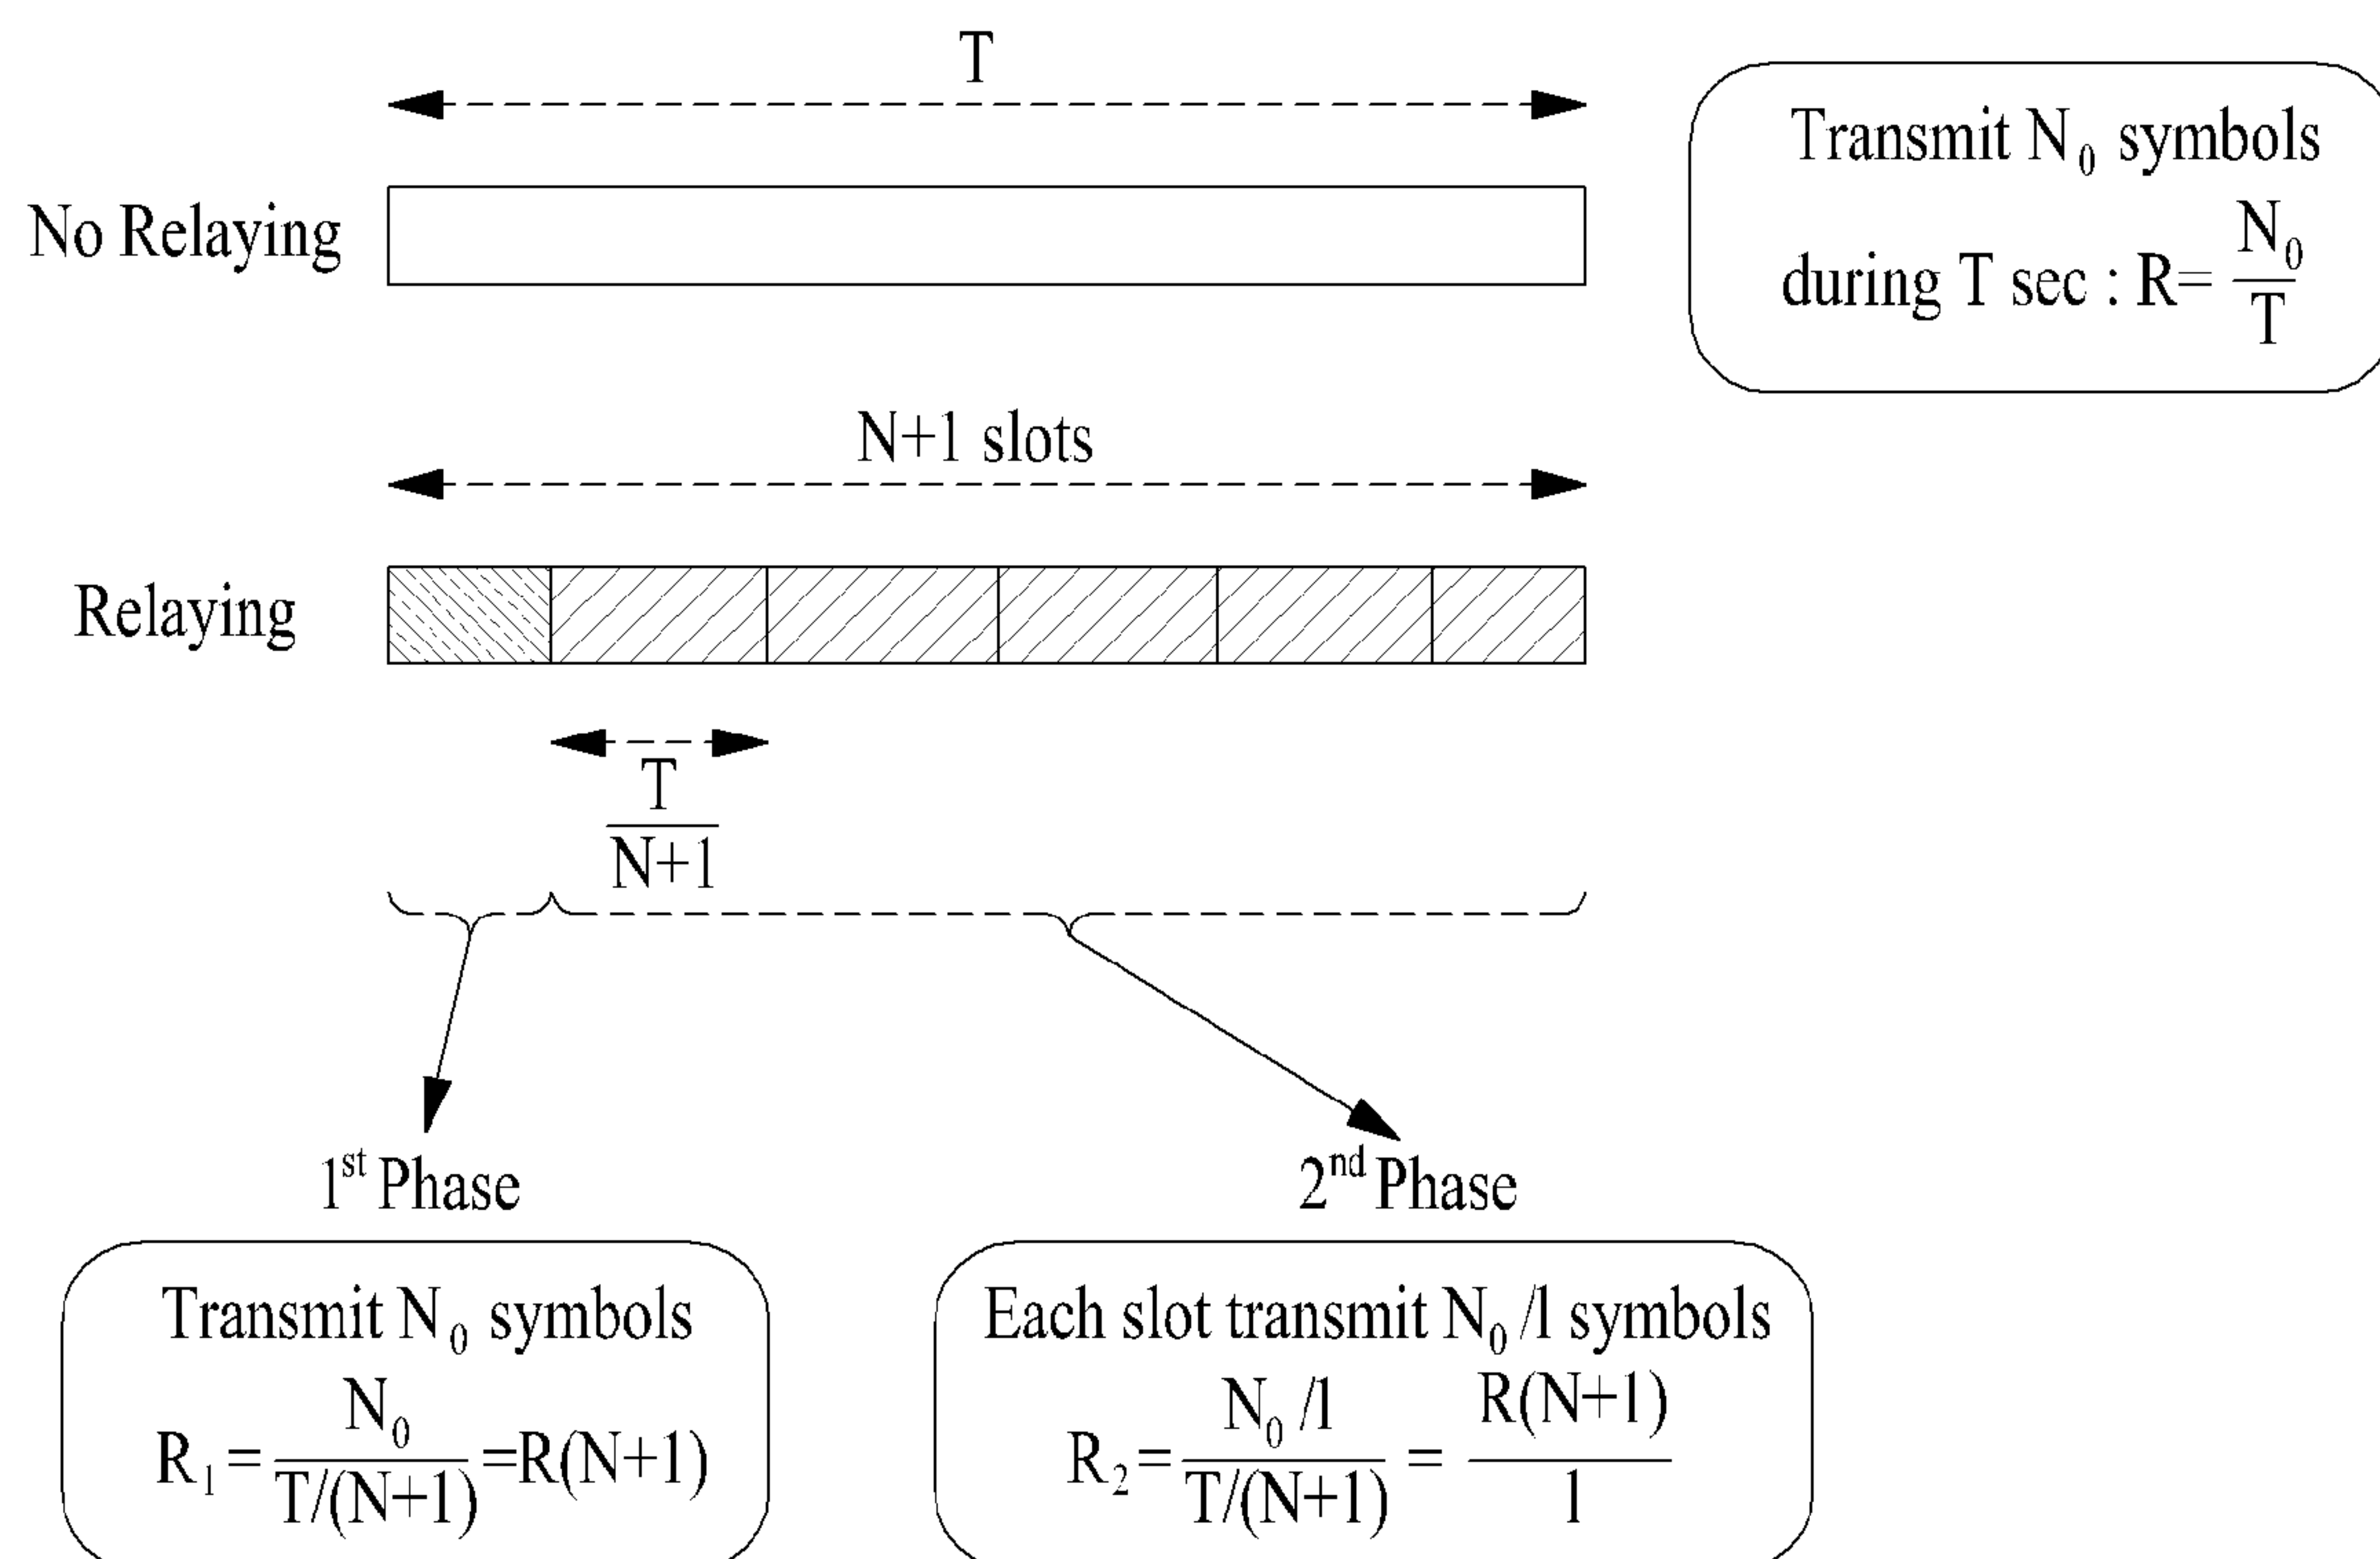 T
No Relaying
Transmit N₀ symbols
during T sec : R= N₀/T
N+1 slots
Relaying
T/N+1
1st Phase
Transmit N₀ symbols
R₁ = N₀/T/(N+1) =R(N+1)
2nd Phase
Each slot transmit N₀ /l symbols
R₂ = N₀ /l/T/(N+1) = R(N+1)/l